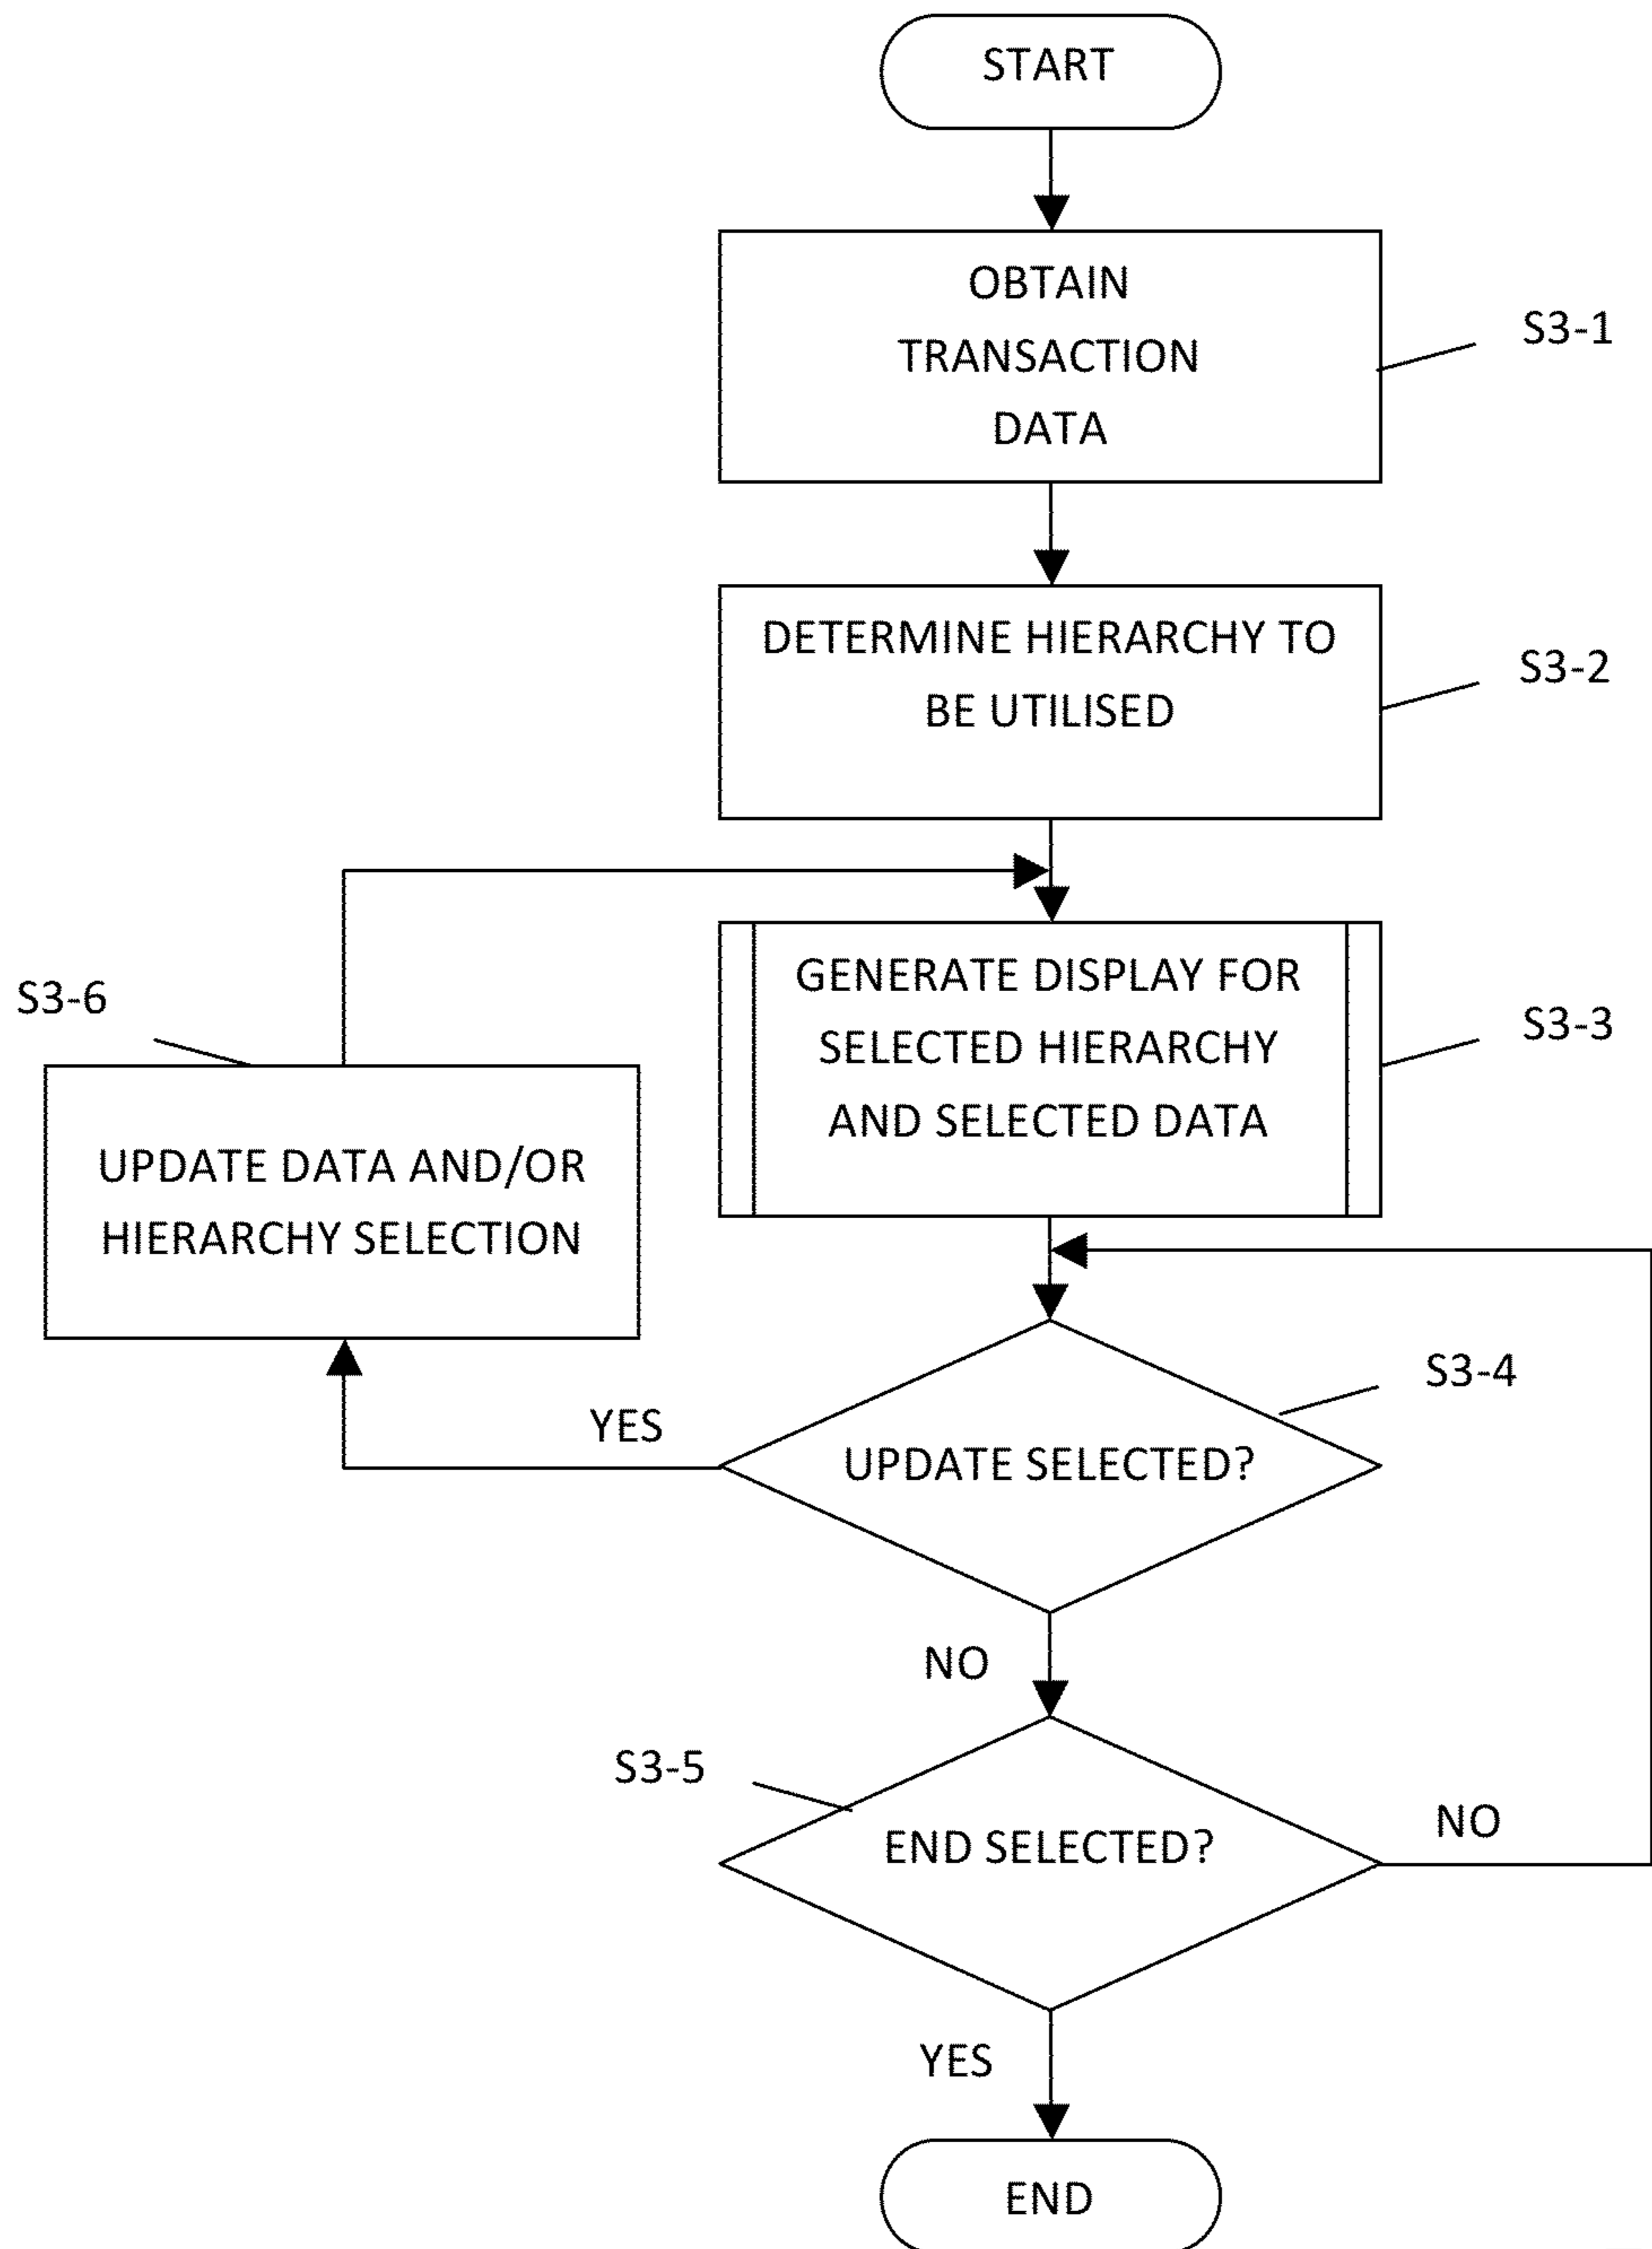 START
OBTAIN
TRANSACTION
DATA
S3-1
DETERMINE HIERARCHY TO
BE UTILISED
S3-2
GENERATE DISPLAY FOR
SELECTED HIERARCHY
AND SELECTED DATA
S3-3
S3-6
UPDATE DATA AND/OR
HIERARCHY SELECTION
S3-4
YES
UPDATE SELECTED?
NO
S3-5
END SELECTED?
NO
YES
END